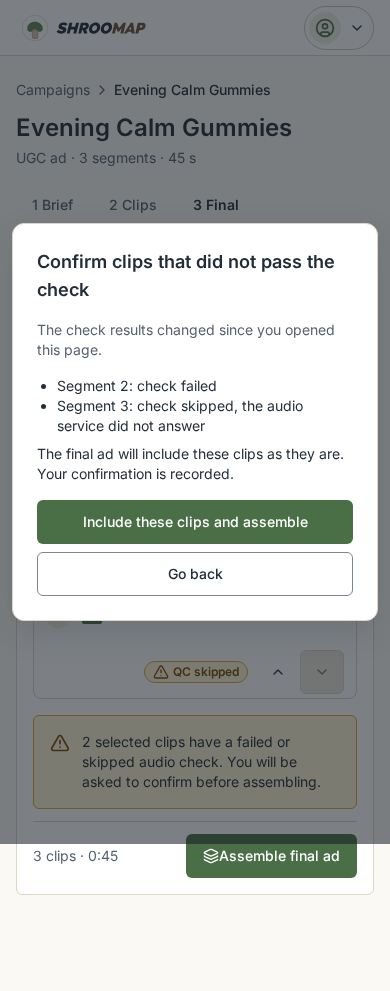 SHROOMAP
Campaigns > Evening Calm Gummies
Evening Calm Gummies
UGC ad · 3 segments · 45 s
1 Brief 2 Clips 3 Final
Confirm clips that did not pass the
check
The check results changed since you opened
this page.
• Segment 2: check failed
• Segment 3: check skipped, the audio
service did not answer
The final ad will include these clips as they are.
Your confirmation is recorded.
Include these clips and assemble
Go back
QC skipped
2 selected clips have a failed or
skipped audio check. You will be
asked to confirm before assembling.
3 clips · 0:45
Assemble final ad